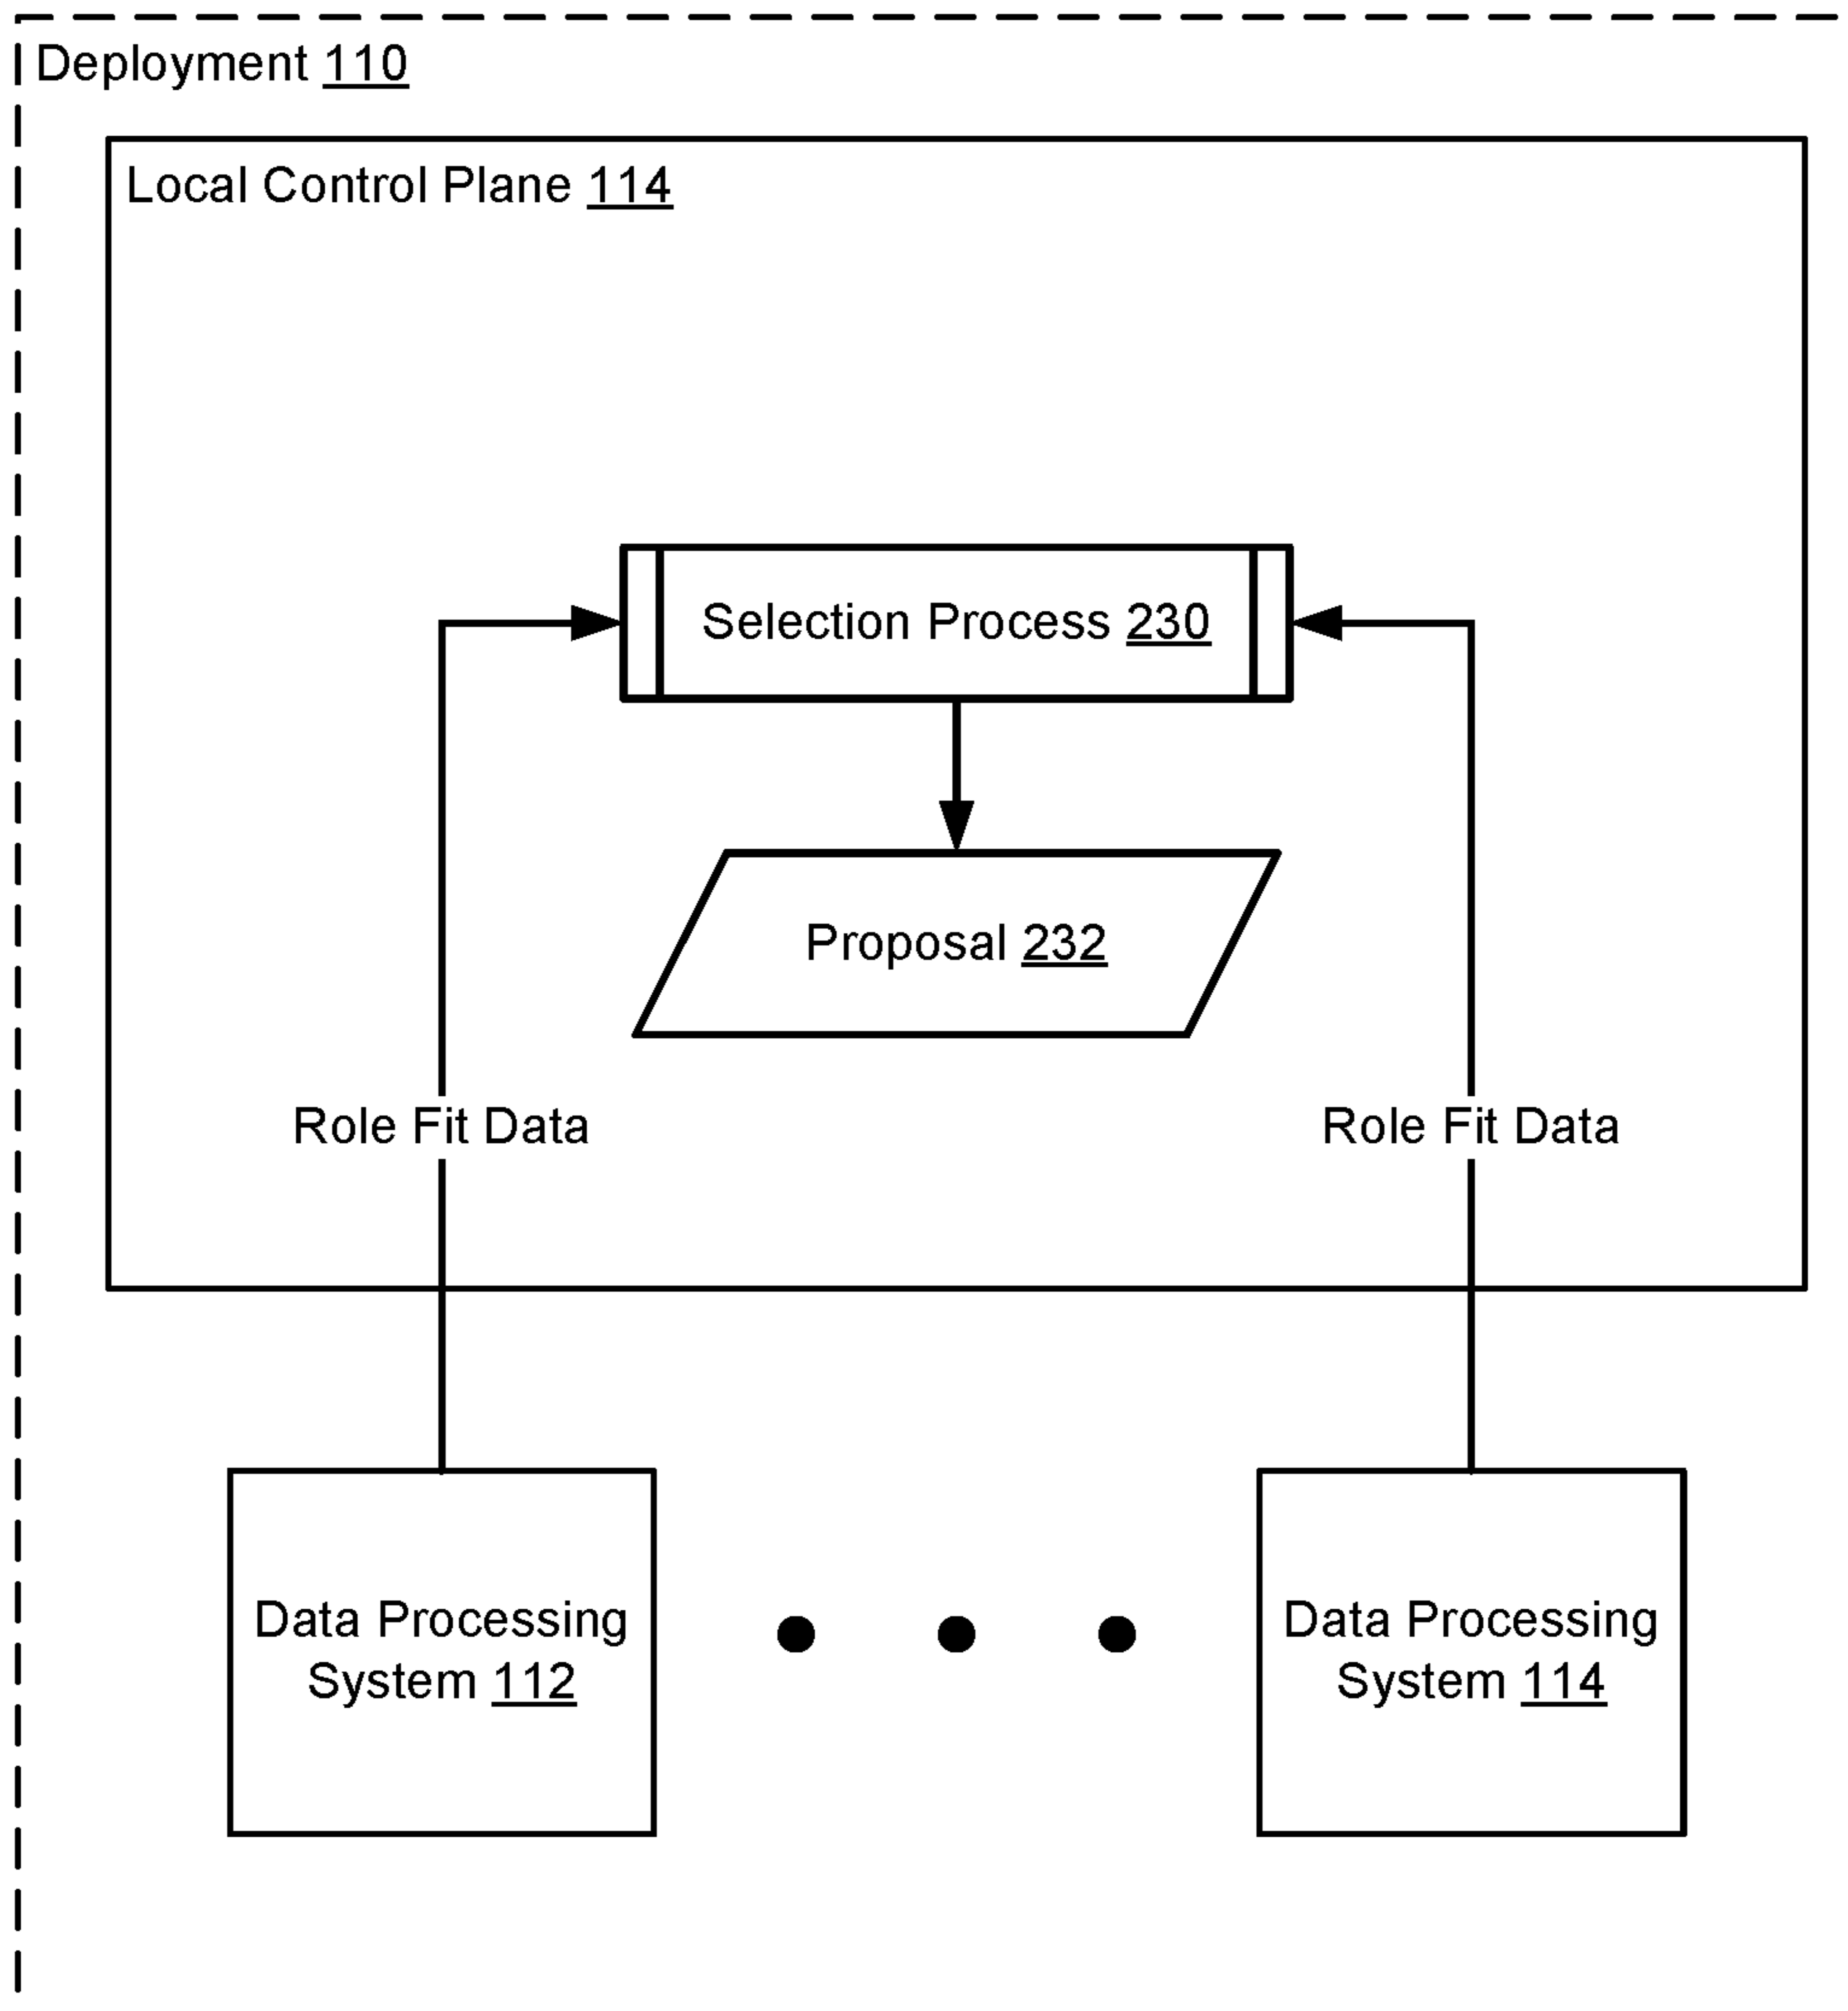 Deployment 110
Local Control Plane 114
Selection Process 230
Proposal 232
Role Fit Data
Role Fit Data
Data Processing
System 112
Data Processing
System 114